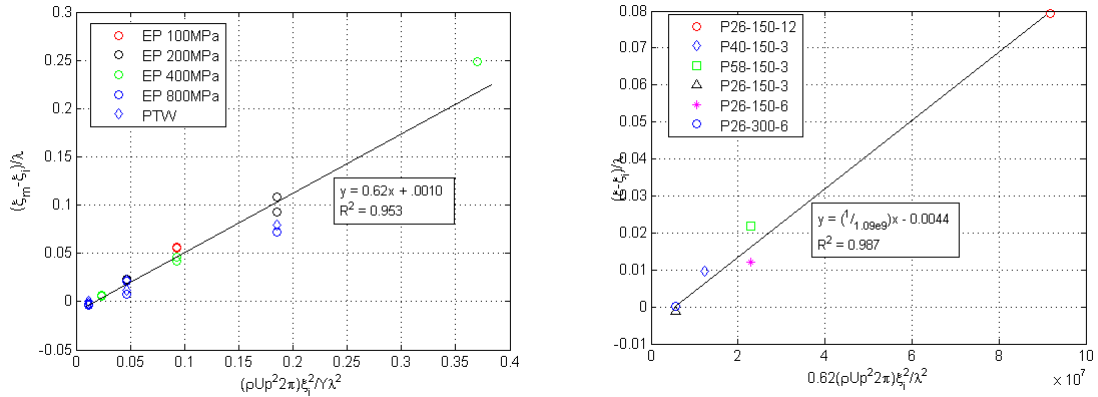 0.3
0.25
0.2
0.15
0.1
0.05
0
-0.05
(ξm-ξi)/λ
EP 100MPa
EP 200MPa
EP 400MPa
EP 800MPa
PTW
y = 0.62x + .0010
R² = 0.953
0 0.05 0.1 0.15 0.2 0.25 0.3 0.35 0.4
(ρUp²2π)ξi²/Yλ²
0.08
0.07
0.06
0.05
0.04
0.03
0.02
0.01
0
-0.01
(ξ-ξi)/λ
P26-150-12
P40-150-3
P58-150-3
P26-150-3
P26-150-6
P26-300-6
y = (1/1.09e9)x - 0.0044
R² = 0.987
0 2 4 6 8 10
× 10⁷
0.62(ρUp²2π)ξi²/λ²